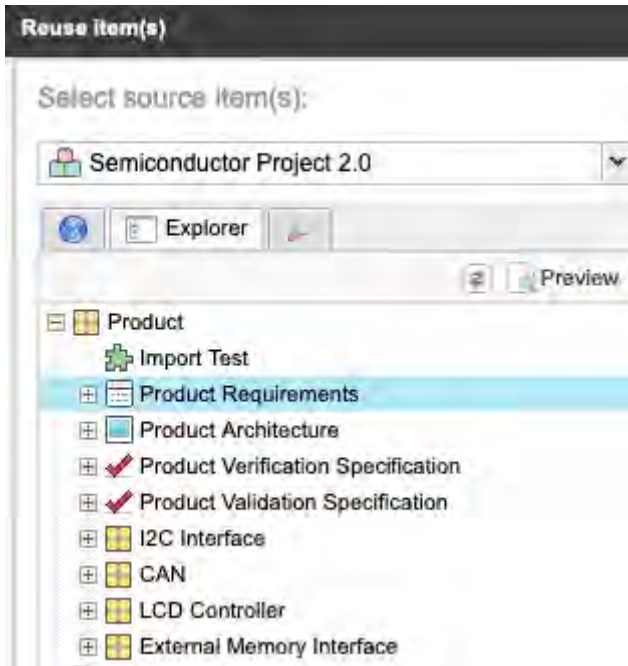 Reuse item(s)
Select source item(s):
Semiconductor Project 2.0
Explorer
Preview
Product
Import Test
Product Requirements
Product Architecture
Product Verification Specification
Product Validation Specification
I2C Interface
CAN
LCD Controller
External Memory Interface